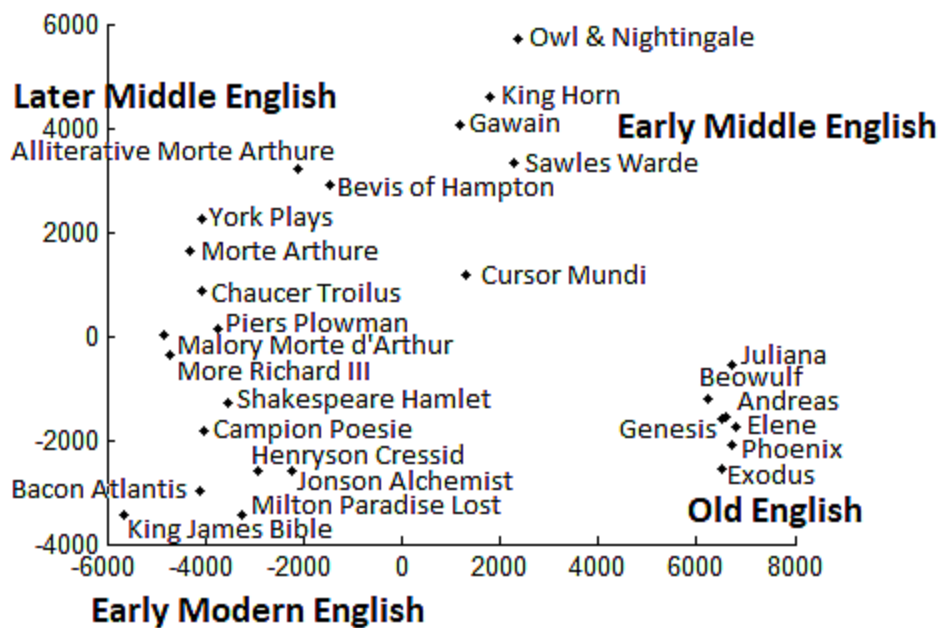 6000
Owl & Nightingale
Later Middle English
King Horn
4000
Gawain
Early Middle English
Alliterative Morte Arthure
Sawles Warde
Bevis of Hampton
2000
York Plays
Morte Arthure
Cursor Mundi
Chaucer Troilus
0
Piers Plowman
Malory Morte d'Arthur
Juliana
More Richard III
Beowulf
Shakespeare Hamlet
Andreas
-2000
Campion Poesie
Genesis
Elene
Henryson Cressid
Phoenix
Jonson Alchemist
Exodus
Bacon Atlantis
Milton Paradise Lost
Old English
King James Bible
-4000
-6000 -4000 -2000 0 2000 4000 6000 8000
Early Modern English